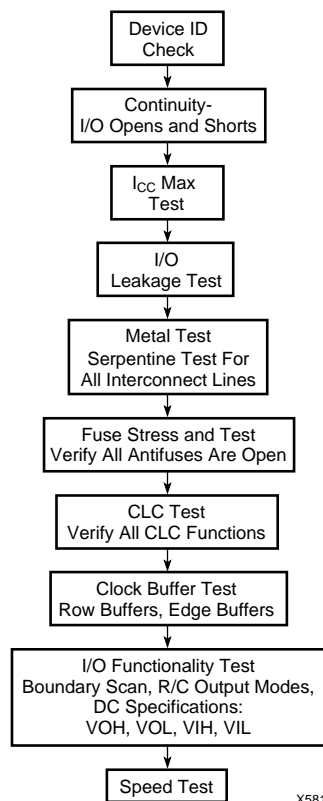 Device ID
Check
Continuity-
I/O Opens and Shorts
ICC Max
Test
I/O
Leakage Test
Metal Test
Serpentine Test For
All Interconnect Lines
Fuse Stress and Test
Verify All Antifuses Are Open
CLC Test
Verify All CLC Functions
Clock Buffer Test
Row Buffers, Edge Buffers
I/O Functionality Test
Boundary Scan, R/C Output Modes,
DC Specifications:
VOH, VOL, VIH, VIL
Speed Test